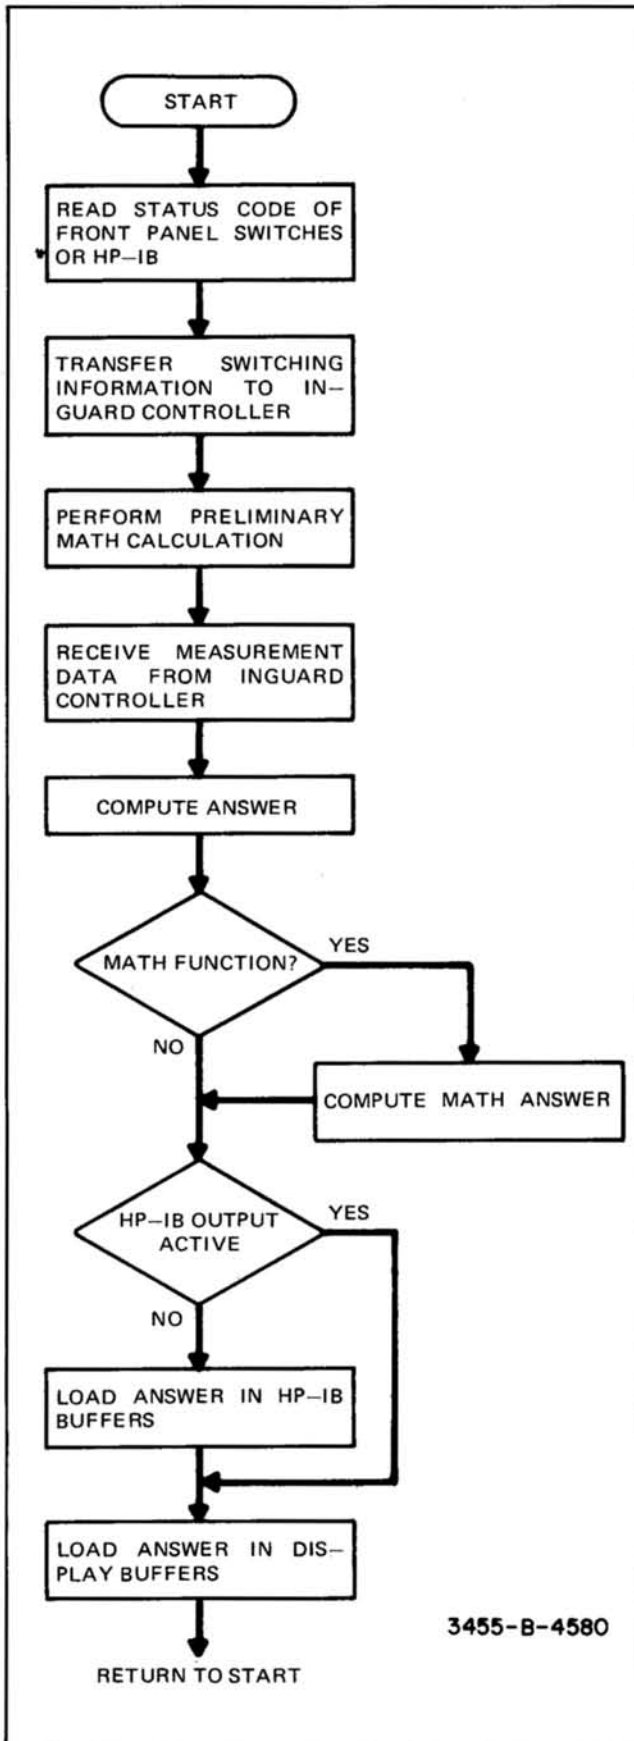 START
READ STATUS CODE OF
FRONT PANEL SWITCHES
OR HP-IB
TRANSFER SWITCHING
INFORMATION TO IN-
GUARD CONTROLLER
PERFORM PRELIMINARY
MATH CALCULATION
RECEIVE MEASUREMENT
DATA FROM INGUARD
CONTROLLER
COMPUTE ANSWER
MATH FUNCTION?
YES
NO
COMPUTE MATH ANSWER
HP-IB OUTPUT
ACTIVE
YES
NO
LOAD ANSWER IN HP-IB
BUFFERS
LOAD ANSWER IN DIS-
PLAY BUFFERS
3455-B-4580
RETURN TO START